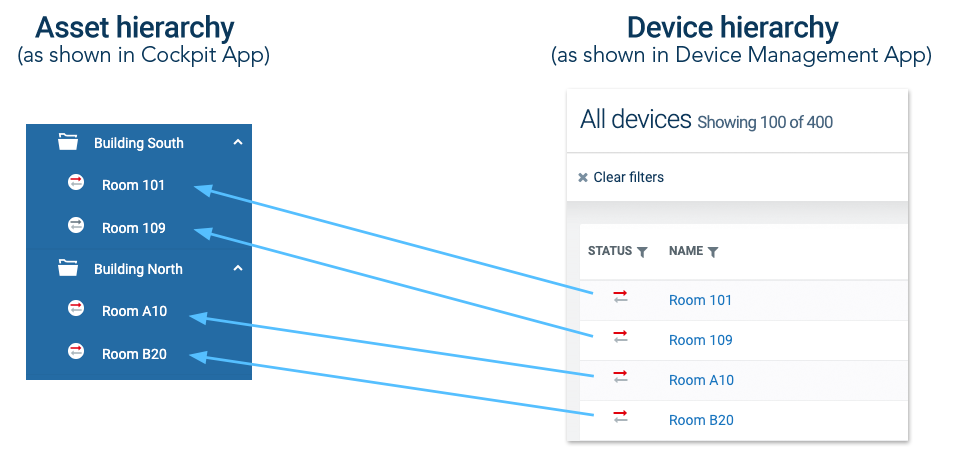 Asset hierarchy
(as shown in Cockpit App)
Building South
Room 101
Room 109
Building North
Room A10
Room B20
Device hierarchy
(as shown in Device Management App)
All devices Showing 100 of 400
Clear filters
STATUS NAME
Room 101
Room 109
Room A10
Room B20